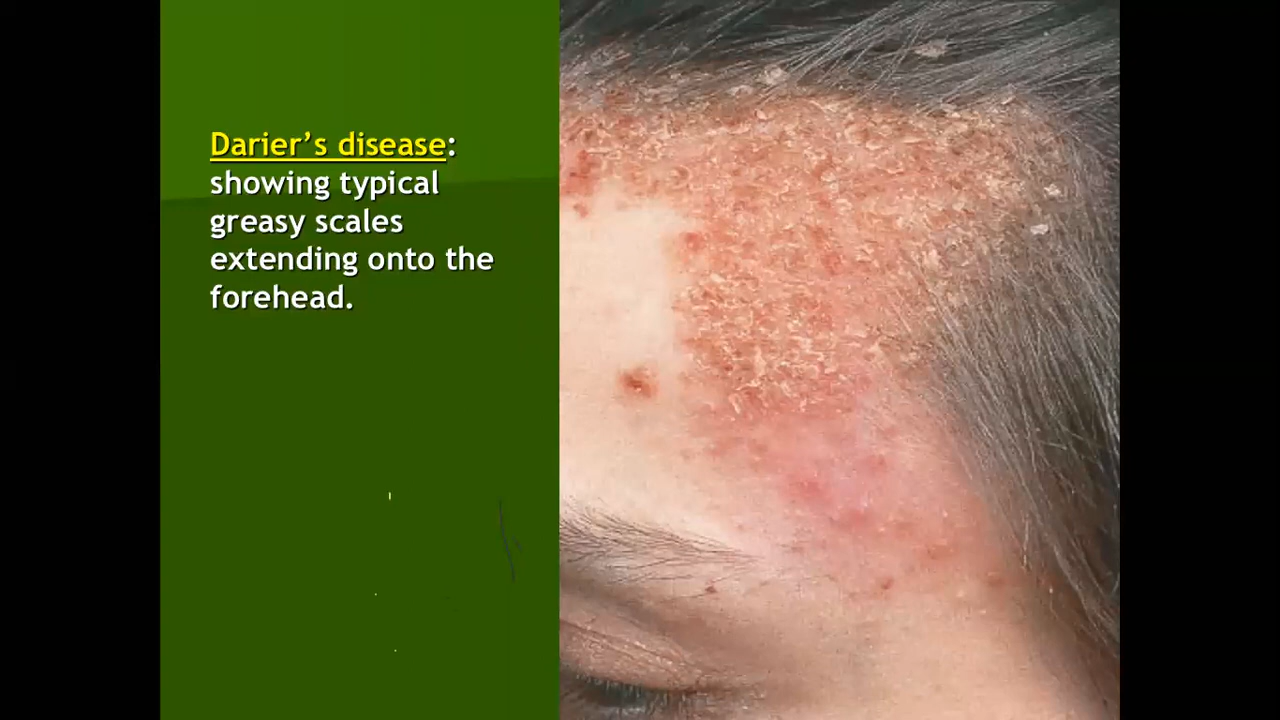 Darier’s disease:
showing typical
greasy scales
extending onto the
forehead.